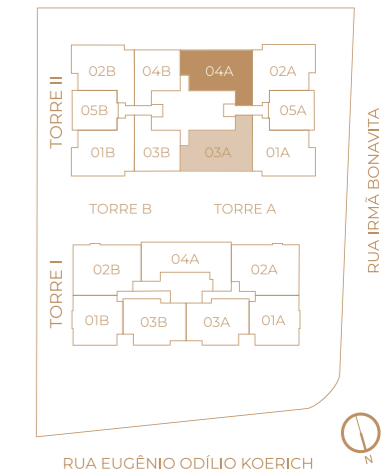 TORRE II
02B 04B 04A 02A
05B 05A
01B 03B 03A 01A
TORRE B TORRE A
RUA IRMÃ BONAVITA
TORRE I
02B 04A 02A
01B 03B 03A 01A
RUA EUGÊNIO ODÍLIO KOERICH
N